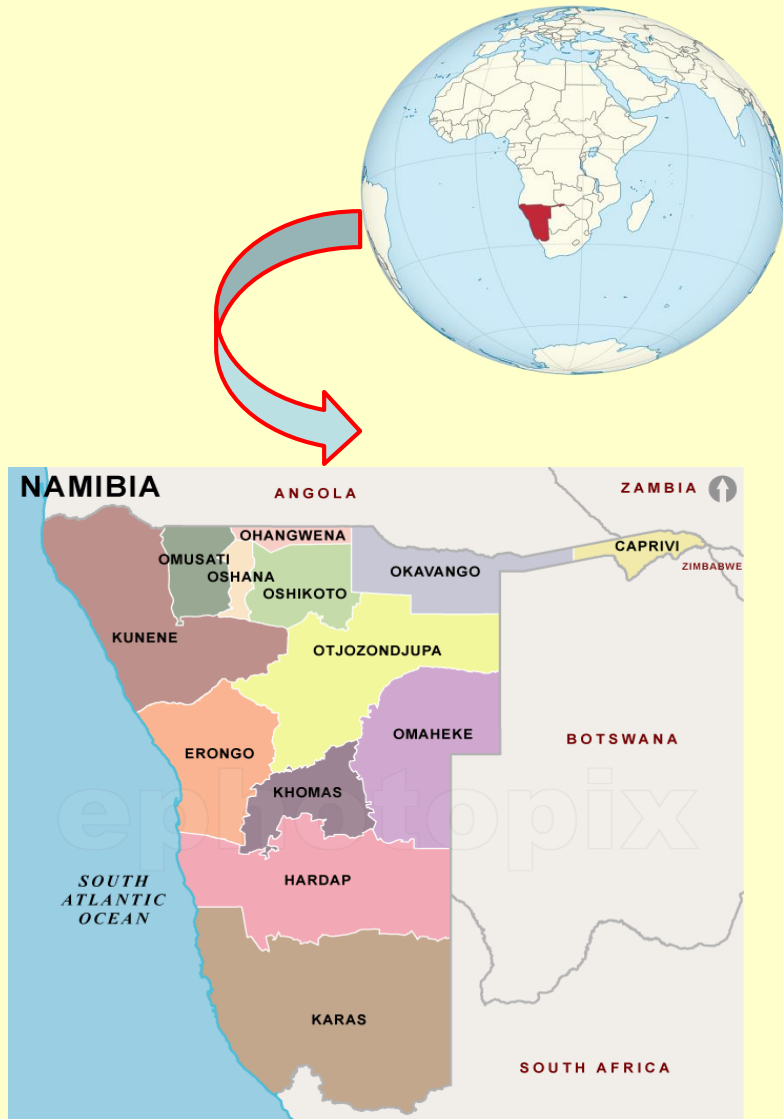 NAMIBIA
ANGOLA
ZAMBIA
OHANGWENA
OMUSATI
OSHANA
OSHIKOTO
OKAVANGO
CAPRIVI
ZIMBABWE
KUNENE
OTJOZONDJUPA
ERONGO
OMAHEKE
BOTSWANA
KHOMAS
ephotopix
HARDAP
SOUTH
ATLANTIC
OCEAN
KARAS
SOUTH AFRICA